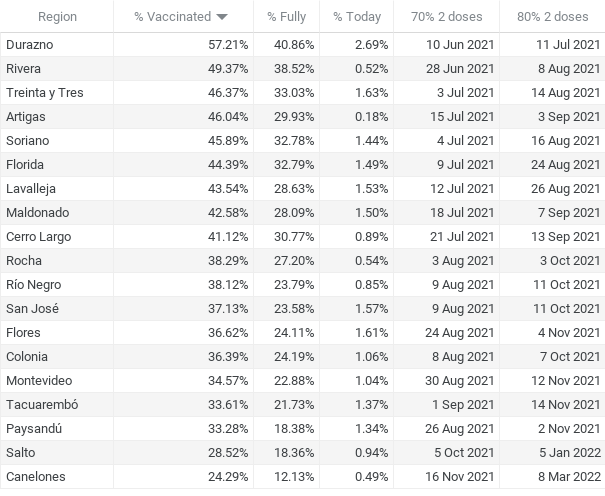 Region % Vaccinated % Fully % Today 70% 2 doses 80% 2 doses
Durazno 57.21% 40.86% 2.69% 10 Jun 2021 11 Jul 2021
Rivera 49.37% 38.52% 0.52% 28 Jun 2021 8 Aug 2021
Treinta y Tres 46.37% 33.03% 1.63% 3 Jul 2021 14 Aug 2021
Artigas 46.04% 29.93% 0.18% 15 Jul 2021 3 Sep 2021
Soriano 45.89% 32.78% 1.44% 4 Jul 2021 16 Aug 2021
Florida 44.39% 32.79% 1.49% 9 Jul 2021 24 Aug 2021
Lavalleja 43.54% 28.63% 1.53% 12 Jul 2021 26 Aug 2021
Maldonado 42.58% 28.09% 1.50% 18 Jul 2021 7 Sep 2021
Cerro Largo 41.12% 30.77% 0.89% 21 Jul 2021 13 Sep 2021
Rocha 38.29% 27.20% 0.54% 3 Aug 2021 3 Oct 2021
Río Negro 38.12% 23.79% 0.85% 9 Aug 2021 11 Oct 2021
San José 37.13% 23.58% 1.57% 9 Aug 2021 11 Oct 2021
Flores 36.62% 24.11% 1.61% 24 Aug 2021 4 Nov 2021
Colonia 36.39% 24.19% 1.06% 8 Aug 2021 7 Oct 2021
Montevideo 34.57% 22.88% 1.04% 30 Aug 2021 12 Nov 2021
Tacuarembó 33.61% 21.73% 1.37% 1 Sep 2021 14 Nov 2021
Paysandú 33.28% 18.38% 1.34% 26 Aug 2021 2 Nov 2021
Salto 28.52% 18.36% 0.94% 5 Oct 2021 5 Jan 2022
Canelones 24.29% 12.13% 0.49% 16 Nov 2021 8 Mar 2022